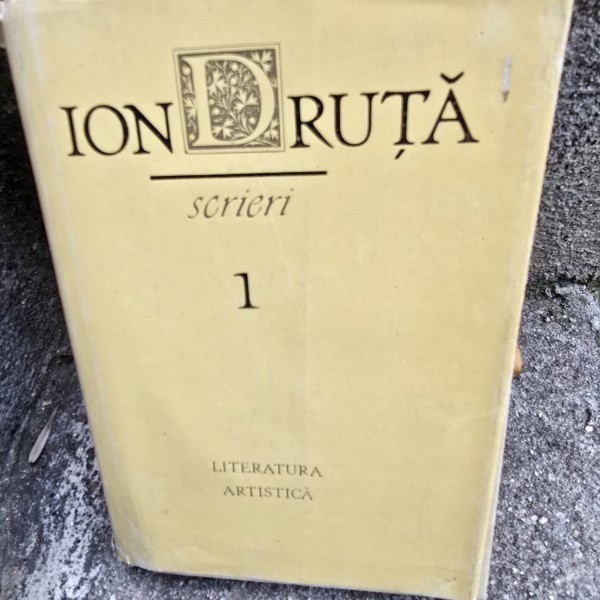 ION DRUȚĂ
scrieri
1
LITERATURA
ARTISTICĂ